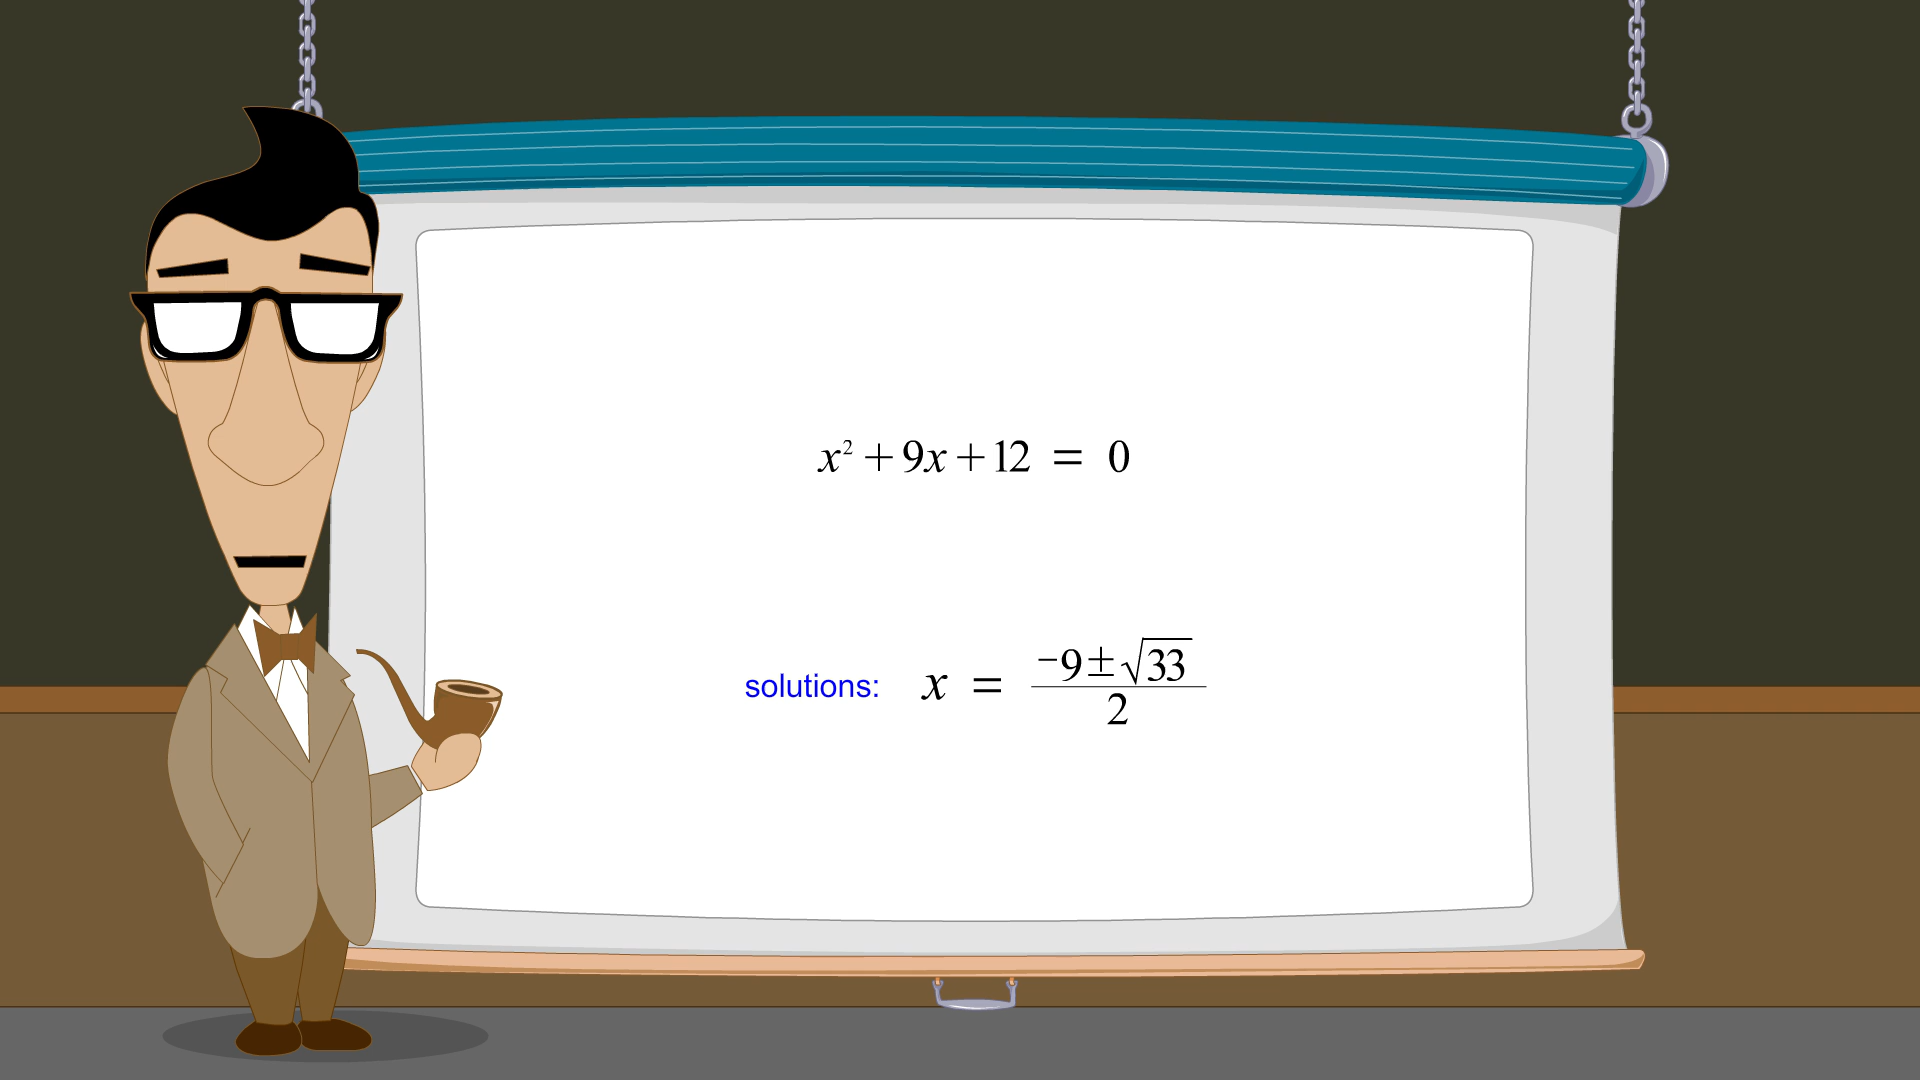 x² + 9x + 12 = 0
solutions: x = (−9 ± √33) / 2